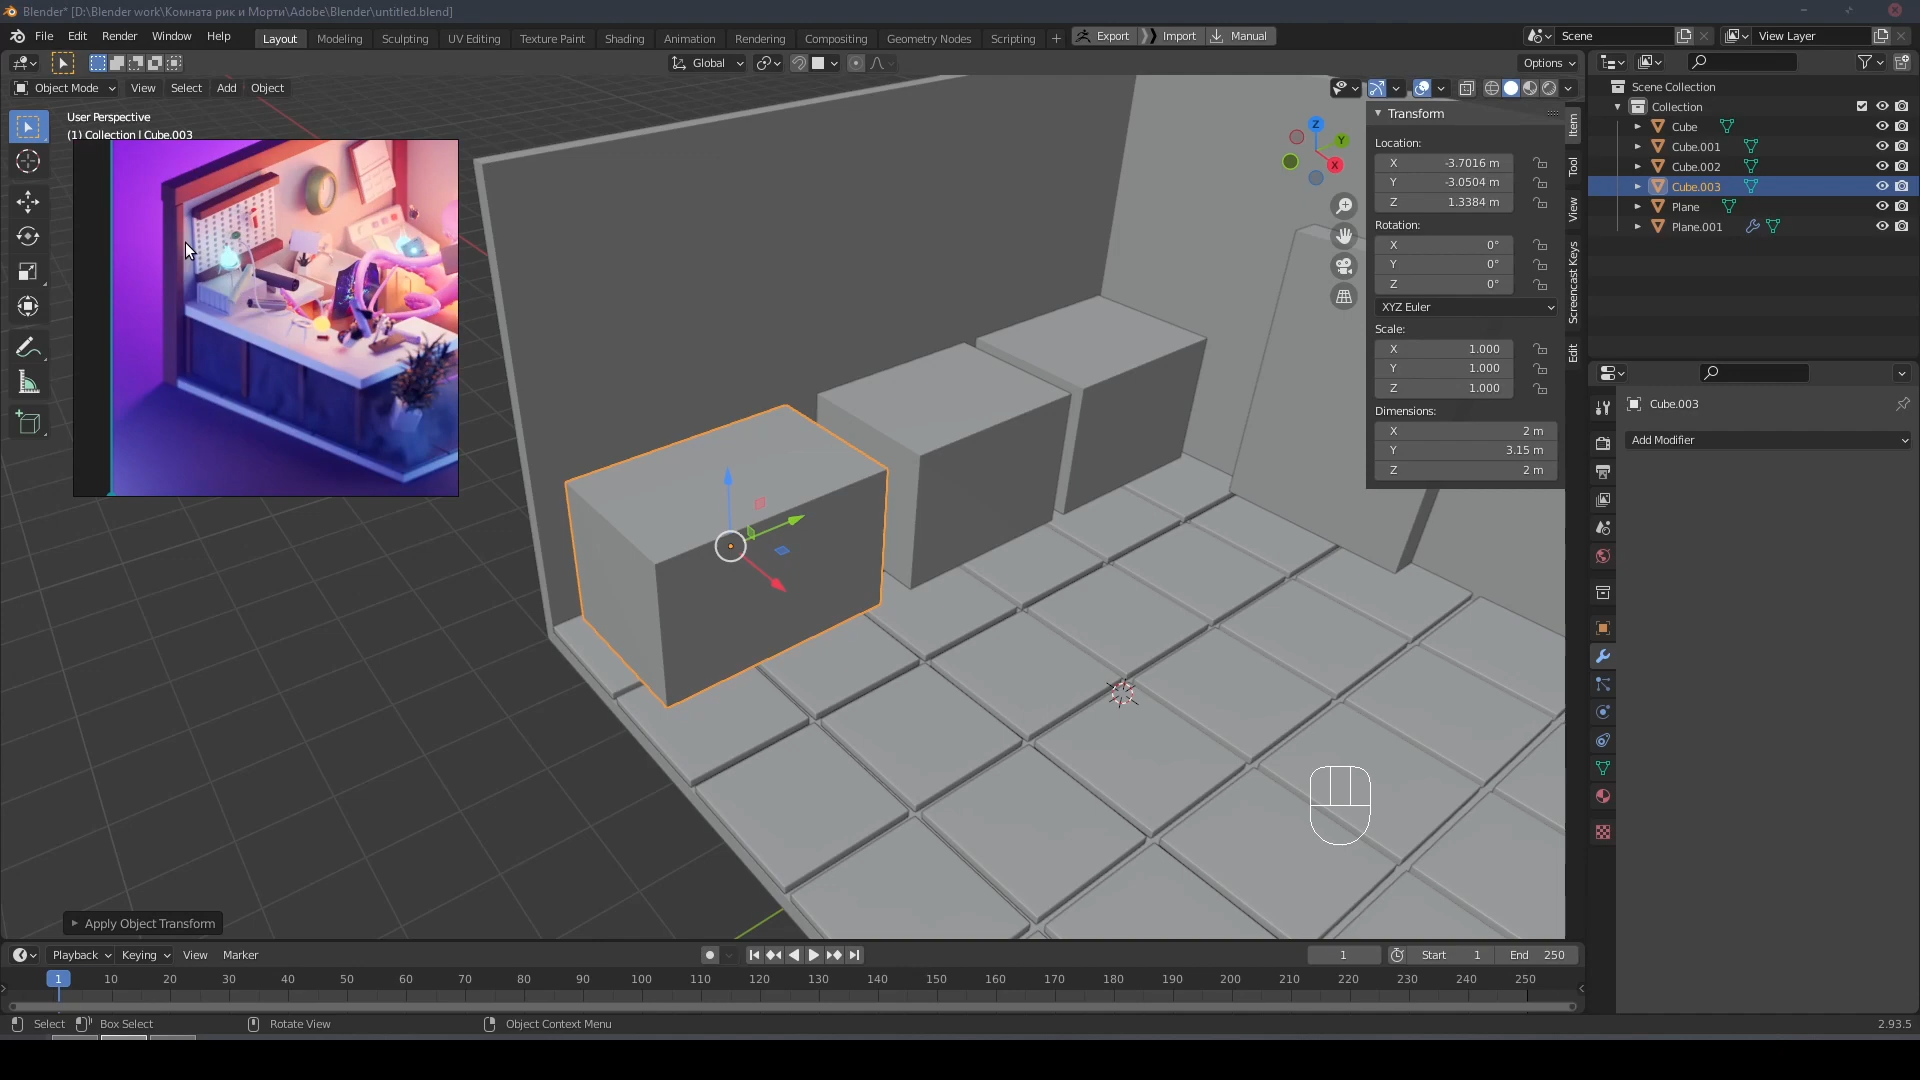 Blender* [D:\Blender work\Комната рик и Морти\Adobe\Blender\untitled.blend]
File Edit Render Window Help Layout Modeling Sculpting UV Editing Texture Paint Shading Animation Rendering Compositing Geometry Nodes Scripting + Export Import Manual Scene View Layer
Global Options
Object Mode View Select Add Object
User Perspective
(1) Collection | Cube.003
Transform
Location:
X -3.7016 m
Y -3.0504 m
Z 1.3384 m
Rotation:
X 0°
Y 0°
Z 0°
XYZ Euler
Scale:
X 1.000
Y 1.000
Z 1.000
Dimensions:
X 2 m
Y 3.15 m
Z 2 m
Item
Tool
View
Screencast Keys
Edit
Z
Y
X
Scene Collection
Collection
Cube
Cube.001
Cube.002
Cube.003
Plane
Plane.001
Cube.003
Add Modifier
Apply Object Transform
Playback Keying View Marker 1 Start 1 End 250
1 10 20 30 40 50 60 70 80 90 100 110 120 130 140 150 160 170 180 190 200 210 220 230 240 250
Select Box Select Rotate View Object Context Menu 2.93.5